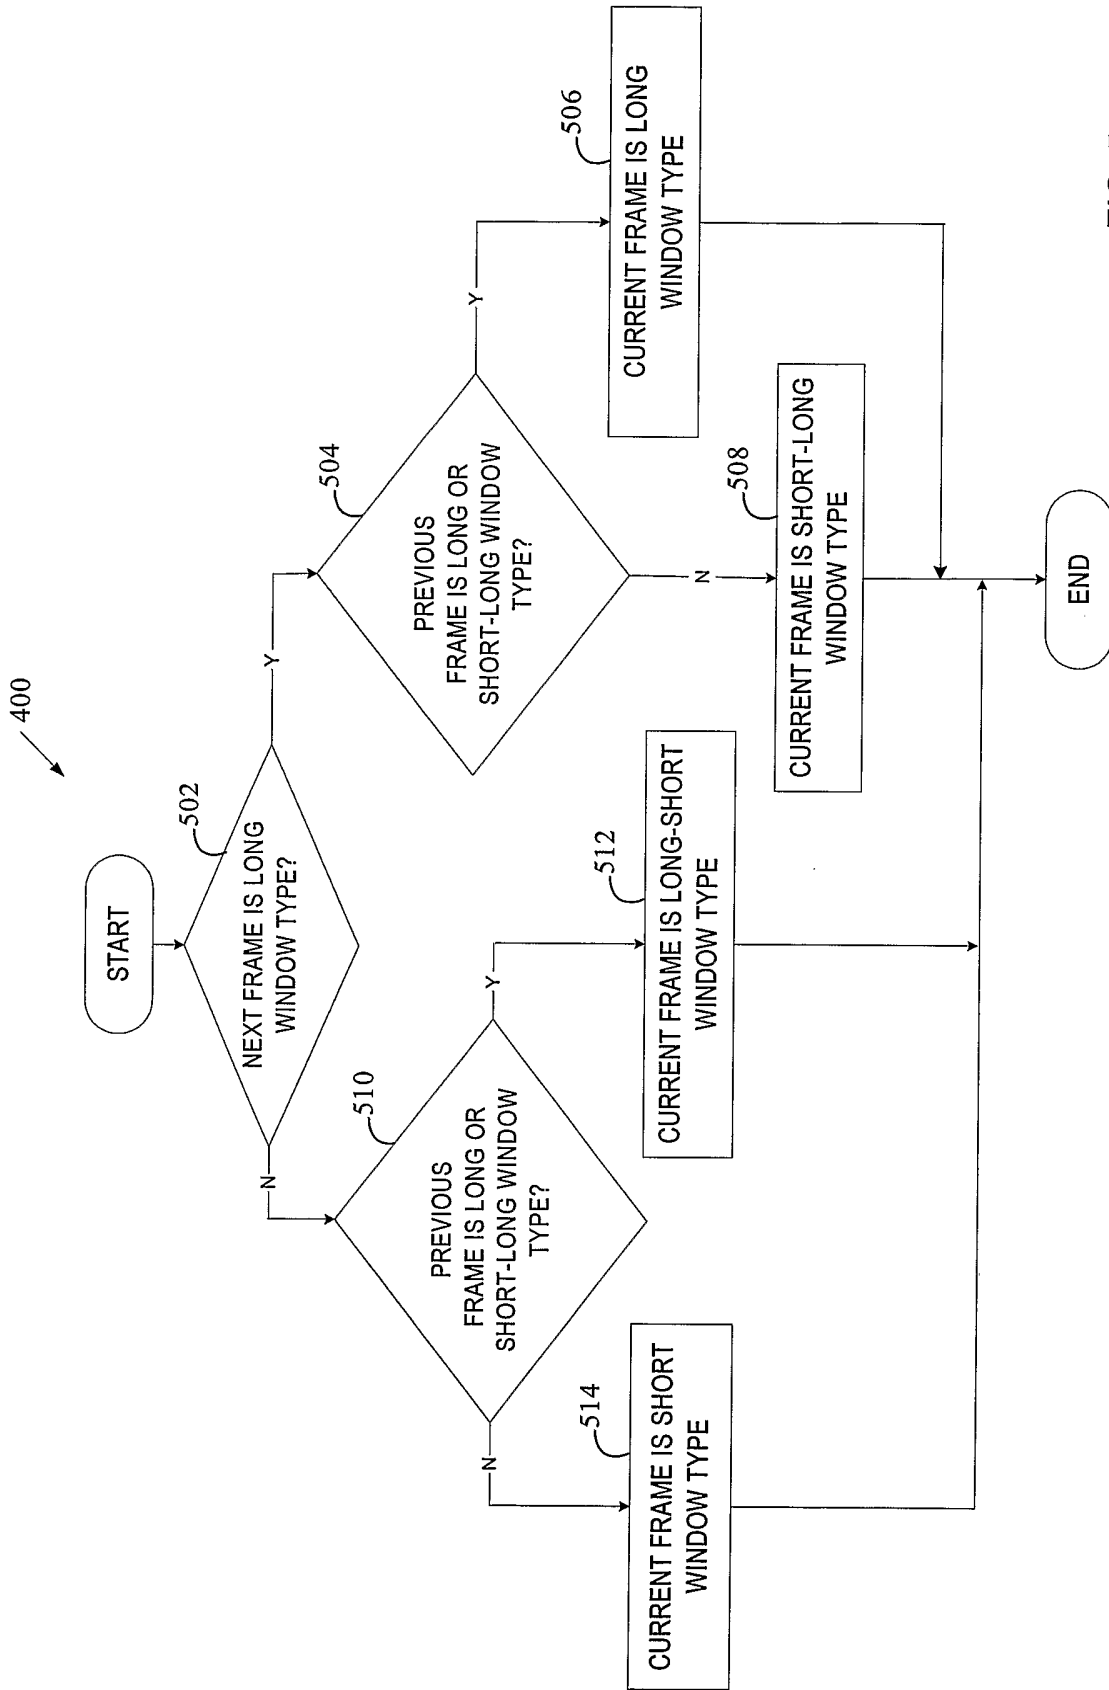 400
START
502
NEXT FRAME IS LONG
WINDOW TYPE?
N
Y
510
PREVIOUS
FRAME IS LONG OR
SHORT-LONG WINDOW
TYPE?
504
PREVIOUS
FRAME IS LONG OR
SHORT-LONG WINDOW
TYPE?
N
Y
N
Y
514
CURRENT FRAME IS SHORT
WINDOW TYPE
512
CURRENT FRAME IS LONG-SHORT
WINDOW TYPE
508
CURRENT FRAME IS SHORT-LONG
WINDOW TYPE
506
CURRENT FRAME IS LONG
WINDOW TYPE
END